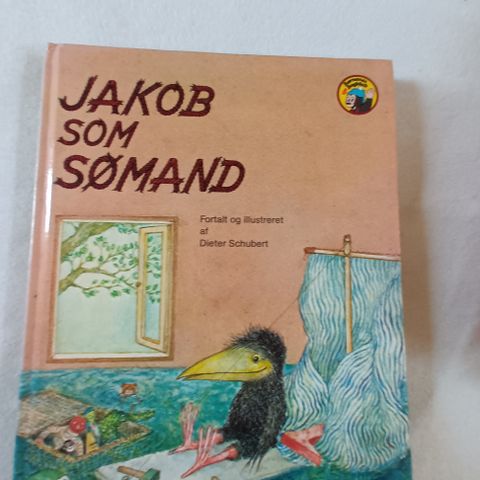 JAKOB
SOM
SØMAND
Fortalt og illustreret
af
Dieter Schubert